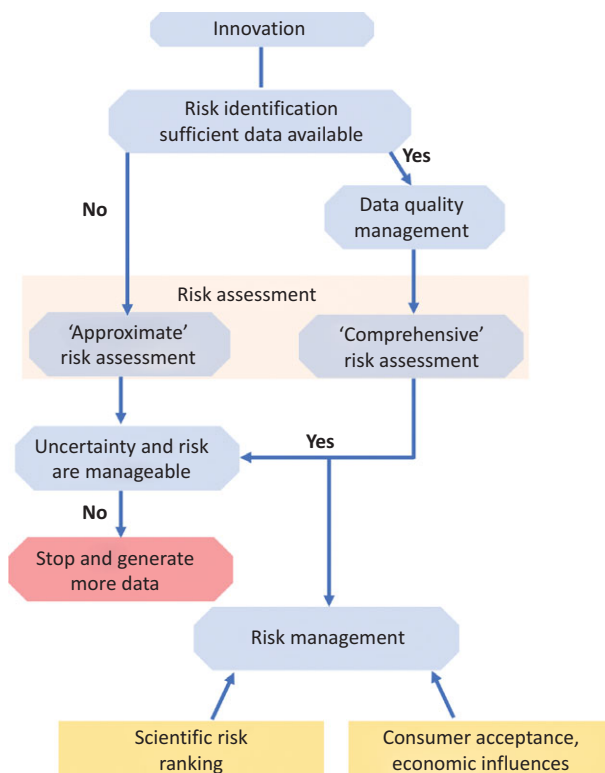 Innovation
Risk identification
sufficient data available
Yes
No
Data quality
management
Risk assessment
‘Approximate’
risk assessment
‘Comprehensive’
risk assessment
Uncertainty and risk
are manageable
Yes
No
Stop and generate
more data
Risk management
Scientific risk
ranking
Consumer acceptance,
economic influences